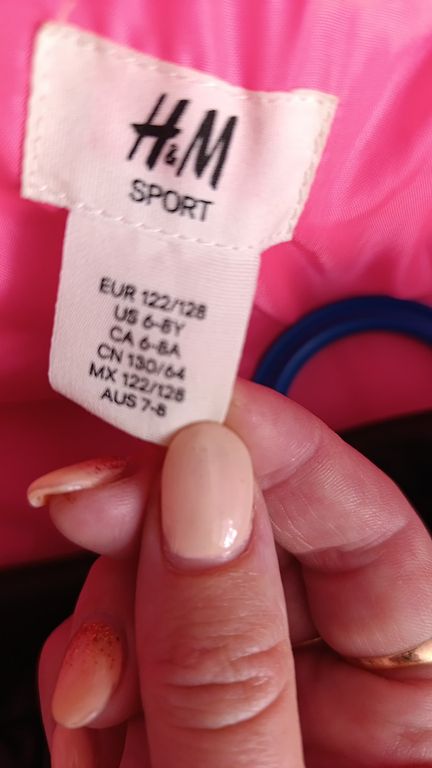 H&M
SPORT
EUR 122/128
US 6-8Y
CA 6-8A
CN 130/64
MX 122/128
AUS 7-8